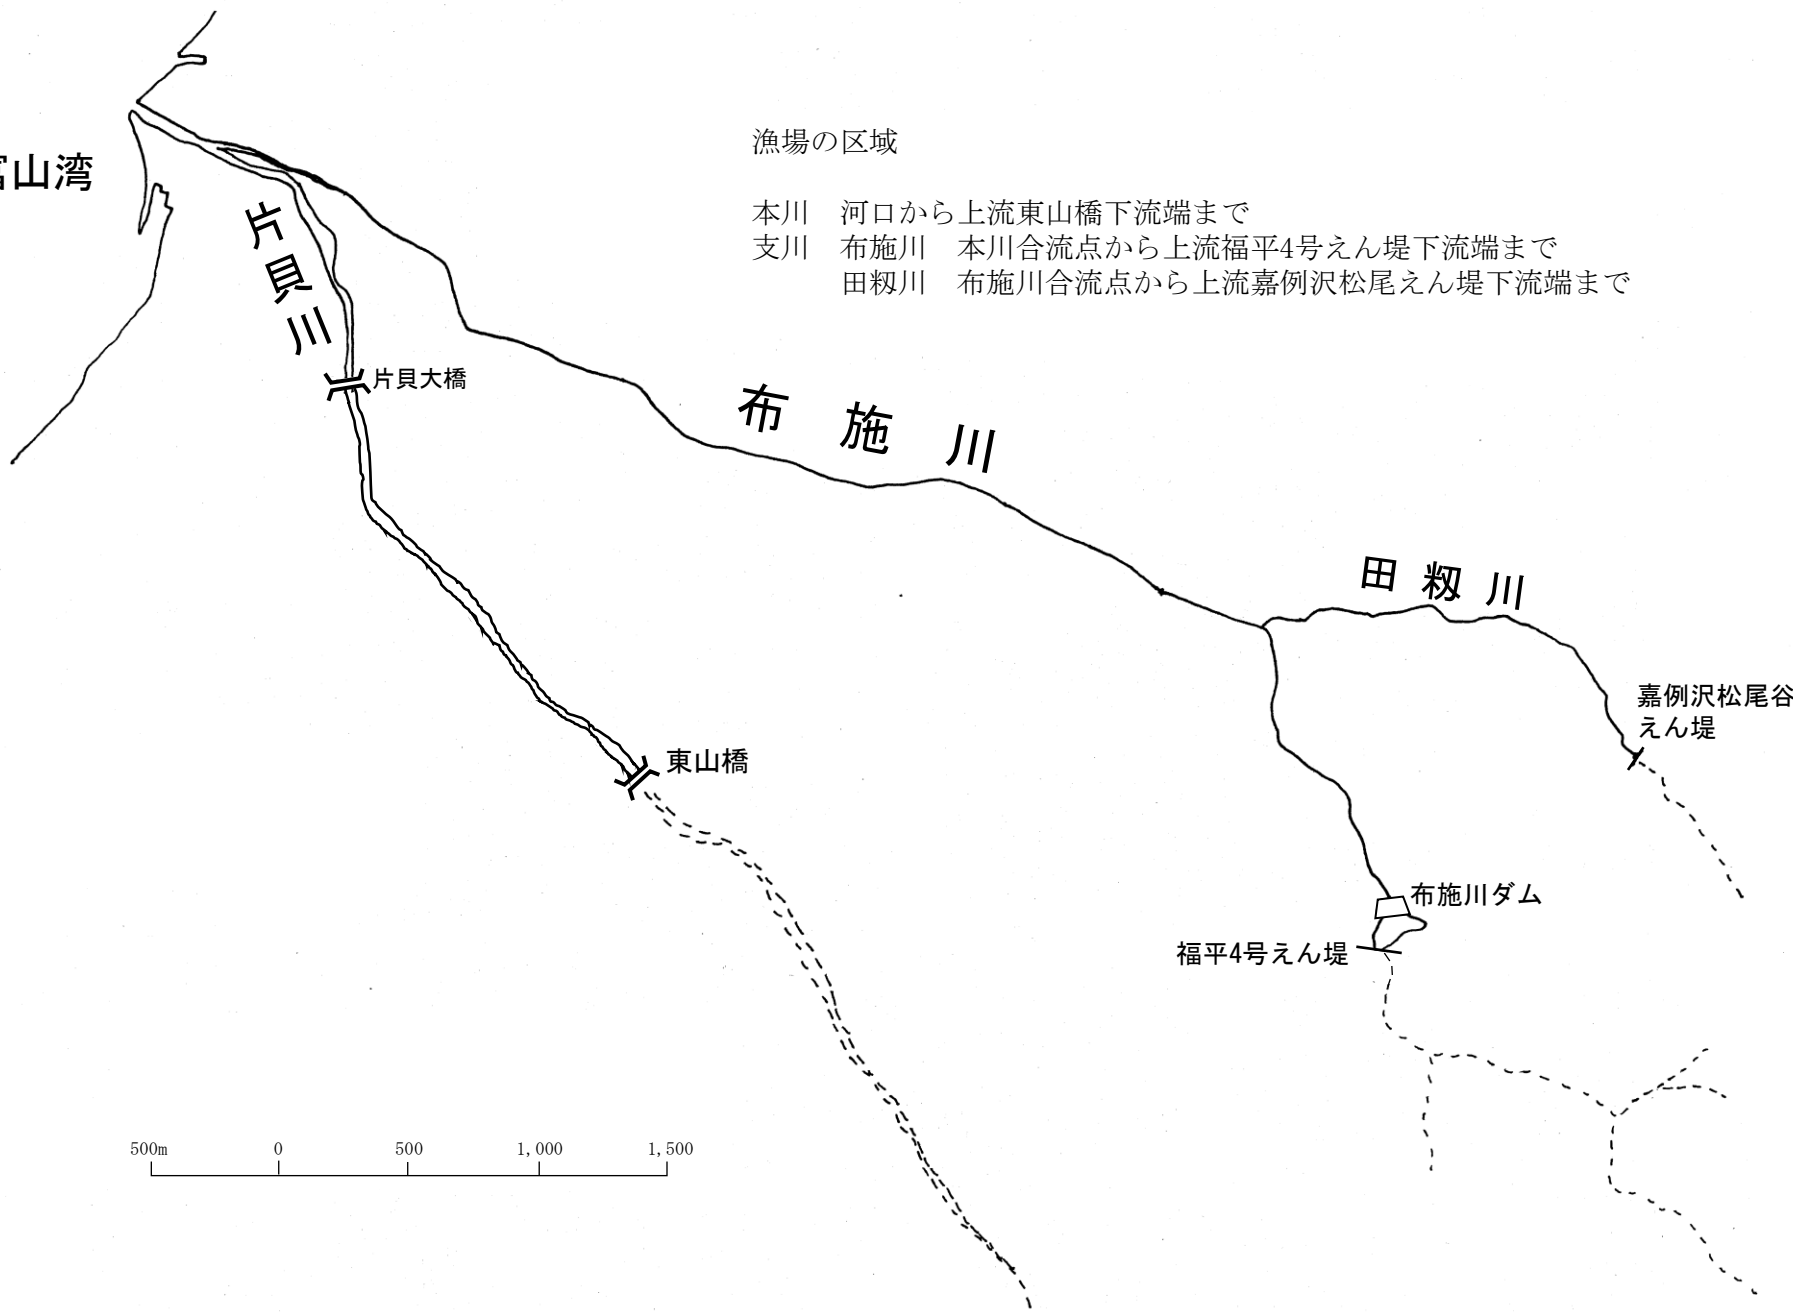 漁場の区域
富山湾
本川　河口から上流東山橋下流端まで
支川　布施川　本川合流点から上流福平4号えん堤下流端まで
田籾川　布施川合流点から上流嘉例沢松尾えん堤下流端まで
片貝川
片貝大橋
布施川
田籾川
嘉例沢松尾谷
えん堤
東山橋
布施川ダム
福平4号えん堤
500m 0 500 1,000 1,500